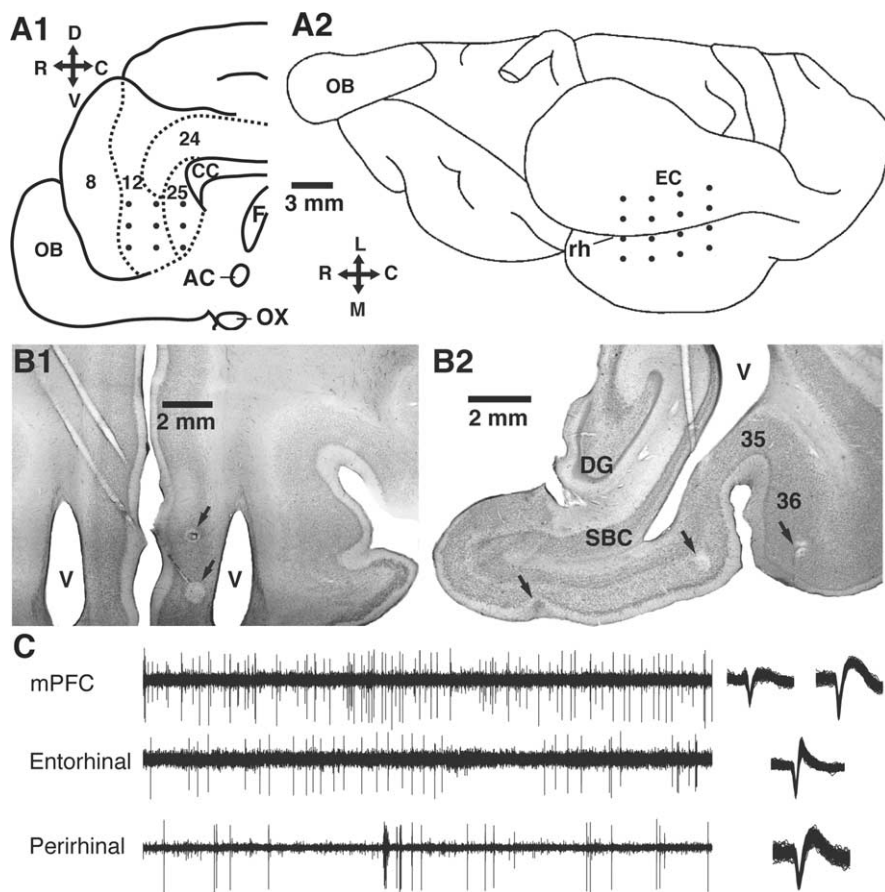 A1
D
R C
V
24
8
12
25
CC
F
OB
AC
OX
3 mm
A2
OB
EC
rh
L
R C
M
B1
2 mm
V
V
B2
2 mm
V
DG
35
36
SBC
C
mPFC
Entorhinal
Perirhinal